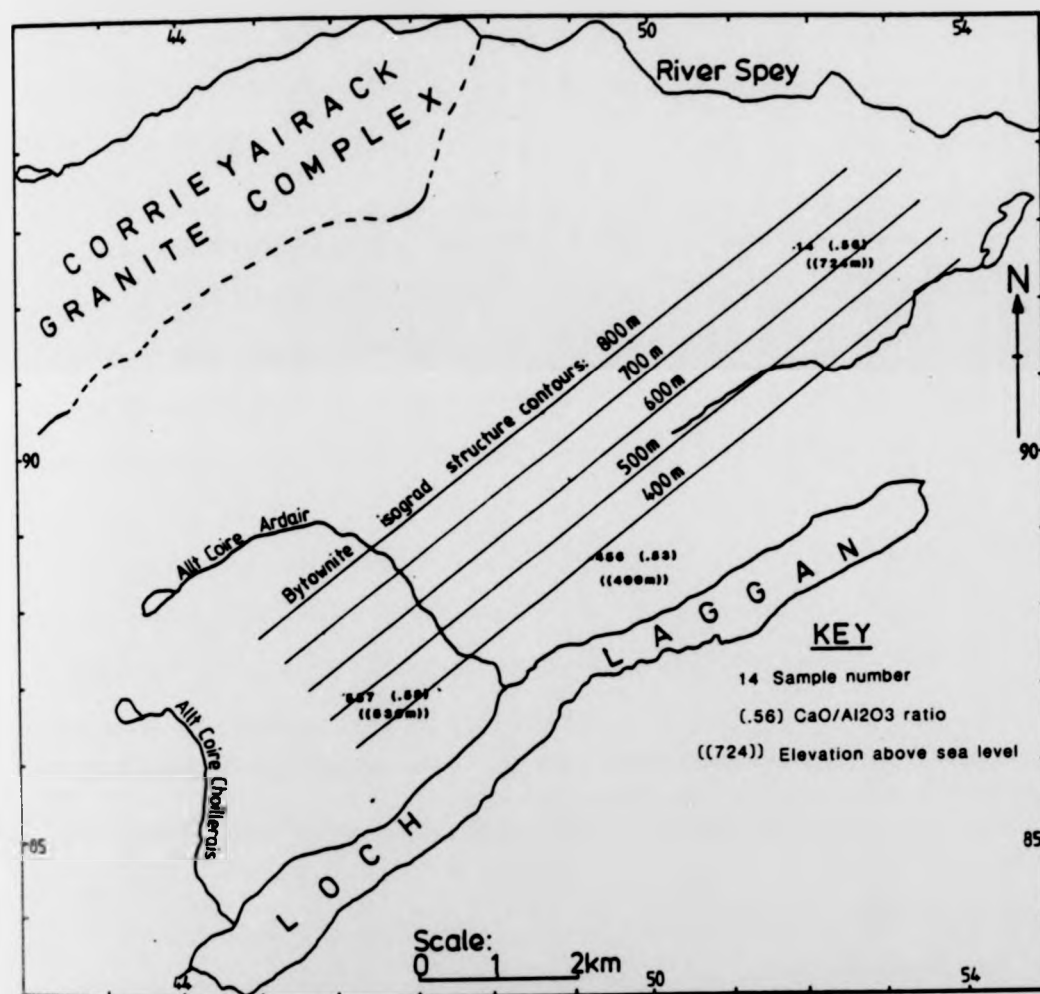 44
50
54
River Spey
CORRIEYAIRACK
GRANITE COMPLEX
14 (.56)
((724m))
N
Bytownite isograd structure contours: 800m
700m
600m
500m
400m
90
90
Allt Coire Ardair
(.53)
((400m))
LOCH LAGGAN
KEY
14 Sample number
(.56) CaO/Al2O3 ratio
((724)) Elevation above sea level
Allt Coire Choillerais
85
85
Scale:
0 1 2km
44
50
54